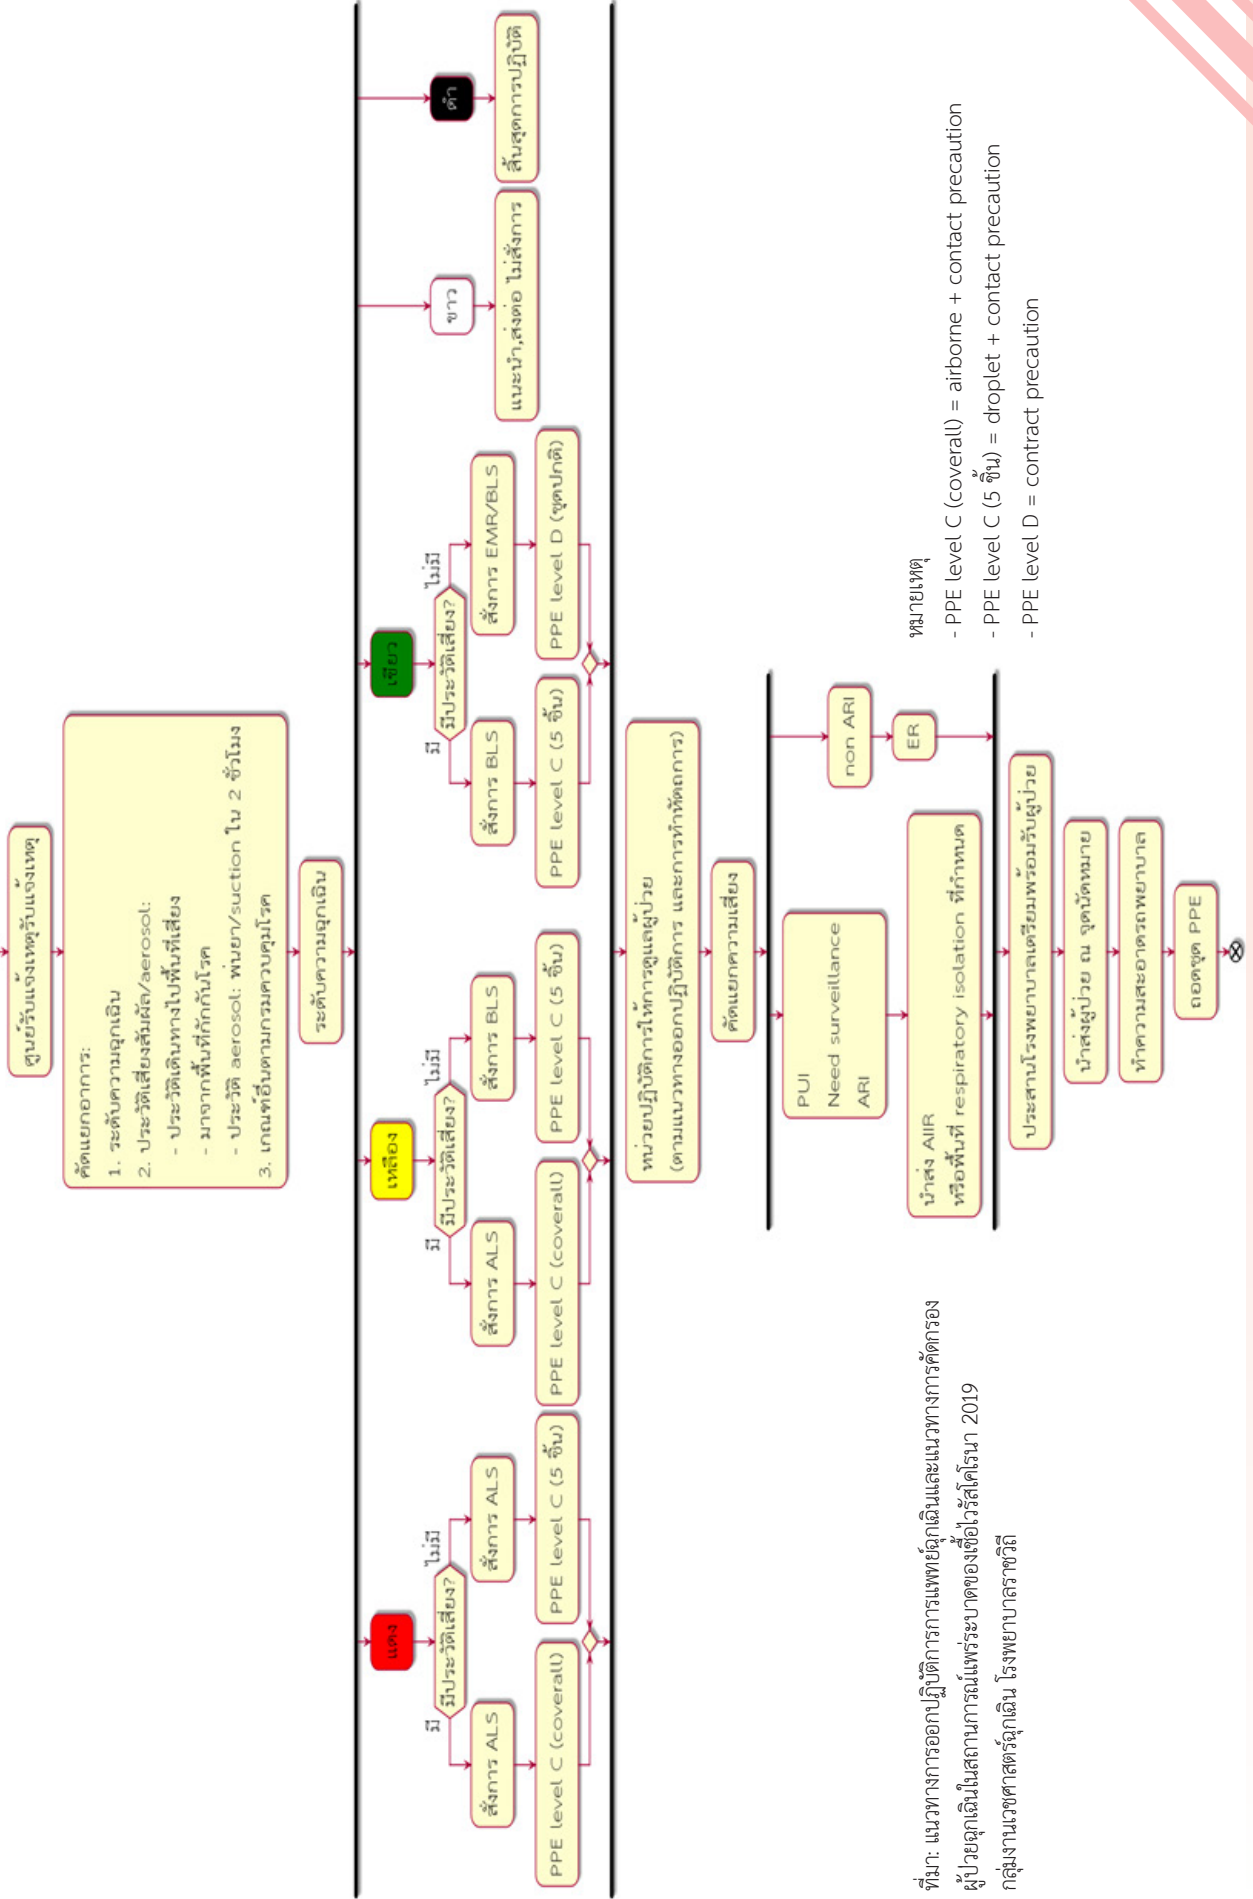 ศูนย์รับแจ้งเหตุรับแจ้งเหตุ
คัดแยกอาการ:
1. ระดับความฉุกเฉิน
2. ประวัติเสี่ยงสัมผัส/aerosol:
- ประวัติเดินทางไปพื้นที่เสี่ยง
- มาจากพื้นที่กักกันโรค
- ประวัติ aerosol: พ่นยา/suction ใน 2 ชั่วโมง
3. เกณฑ์อื่นตามกรมควบคุมโรค
ระดับความฉุกเฉิน
แดง
มีประวัติเสี่ยง?
มี
ไม่มี
สั่งการ ALS
สั่งการ ALS
PPE level C (coverall)
PPE level C (5 ชิ้น)
เหลือง
มีประวัติเสี่ยง?
มี
ไม่มี
สั่งการ ALS
สั่งการ BLS
PPE level C (coverall)
PPE level C (5 ชิ้น)
เขียว
มีประวัติเสี่ยง?
มี
ไม่มี
สั่งการ BLS
สั่งการ EMR/BLS
PPE level C (5 ชิ้น)
PPE level D (ชุดปกติ)
ขาว
แนะนำ,ส่งต่อ ไม่สั่งการ
ดำ
สิ้นสุดการปฏิบัติ
หน่วยปฏิบัติการให้การดูแลผู้ป่วย
(ตามแนวทางออกปฏิบัติการ และการทำหัตถการ)
คัดแยกความเสี่ยง
PUI
Need surveillance
ARI
non ARI
ER
นำส่ง AIIR
หรือพื้นที่ respiratory isolation ที่กำหนด
ประสานโรงพยาบาลเตรียมพร้อมรับผู้ป่วย
นำส่งผู้ป่วย ณ จุดนัดหมาย
ทำความสะอาดรถพยาบาล
ถอดชุด PPE
หมายเหตุ
- PPE level C (coverall) = airborne + contact precaution
- PPE level C (5 ชิ้น) = droplet + contact precaution
- PPE level D = contract precaution
ที่มา: แนวทางการออกปฏิบัติการการแพทย์ฉุกเฉินและแนวทางการคัดกรอง
ผู้ป่วยฉุกเฉินในสถานการณ์แพร่ระบาดของเชื้อไวรัสโคโรนา 2019
กลุ่มงานเวชศาสตร์ฉุกเฉิน โรงพยาบาลราชวิถี